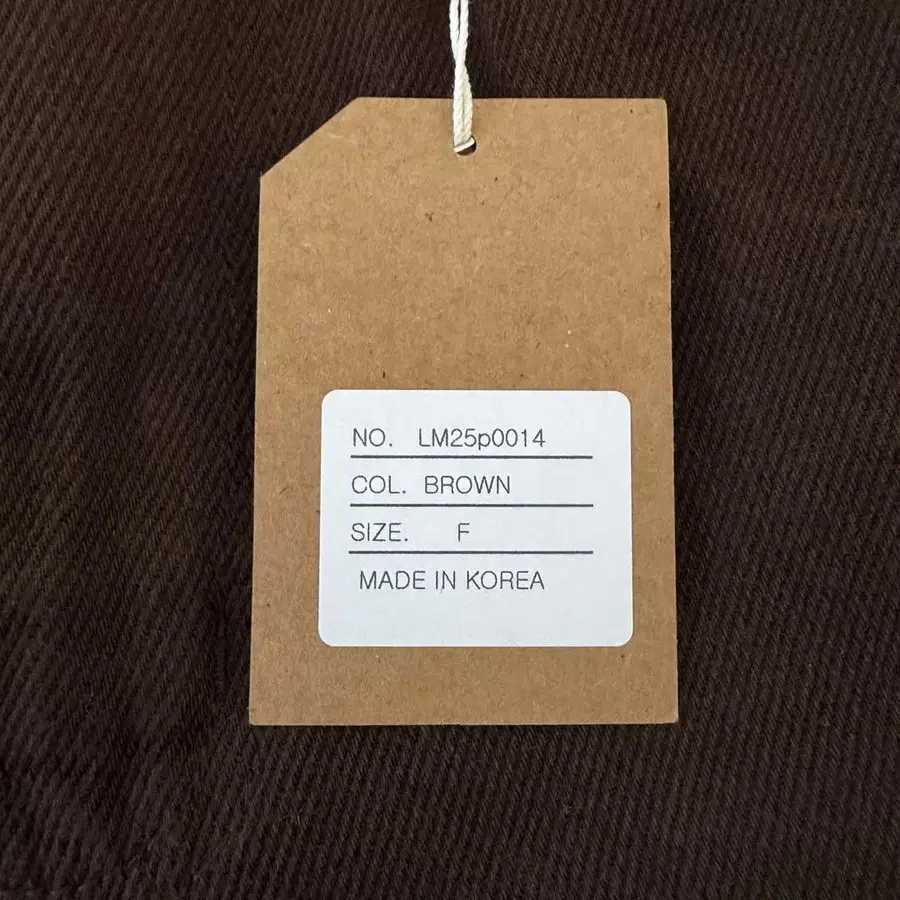 NO. LM25p0014
COL. BROWN
SIZE. F
MADE IN KOREA